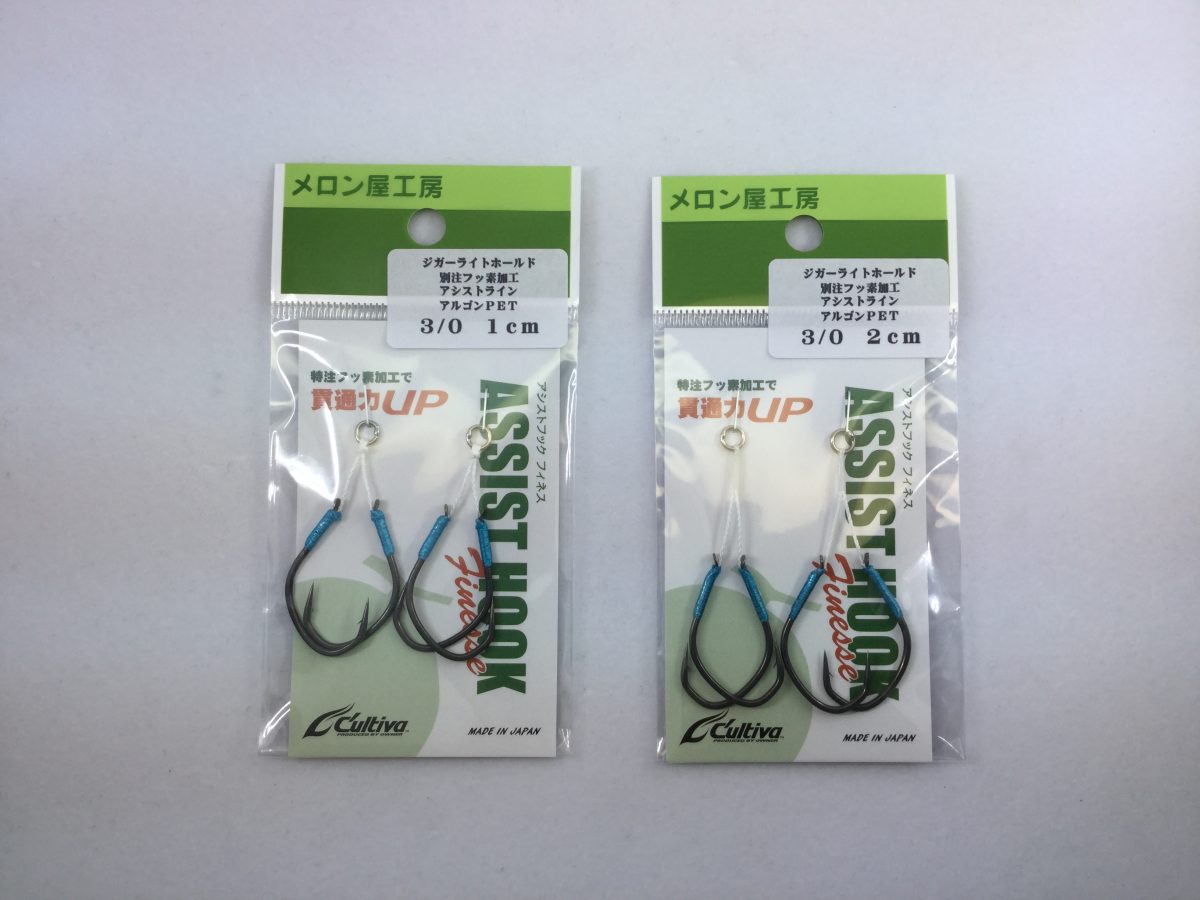 メロン屋工房
ジガーライトホールド
別注フッ素加工
アシストライン
アルゴンPET
3/0 1cm
特注フッ素加工で
貫通力UP
アシストフック フィネス
ASSIST HOOK
Finesse
C'ultiva
PRODUCED BY OWNER
MADE IN JAPAN
メロン屋工房
ジガーライトホールド
別注フッ素加工
アシストライン
アルゴンPET
3/0 2cm
特注フッ素加工で
貫通力UP
アシストフック フィネス
ASSIST HOOK
Finesse
C'ultiva
PRODUCED BY OWNER
MADE IN JAPAN